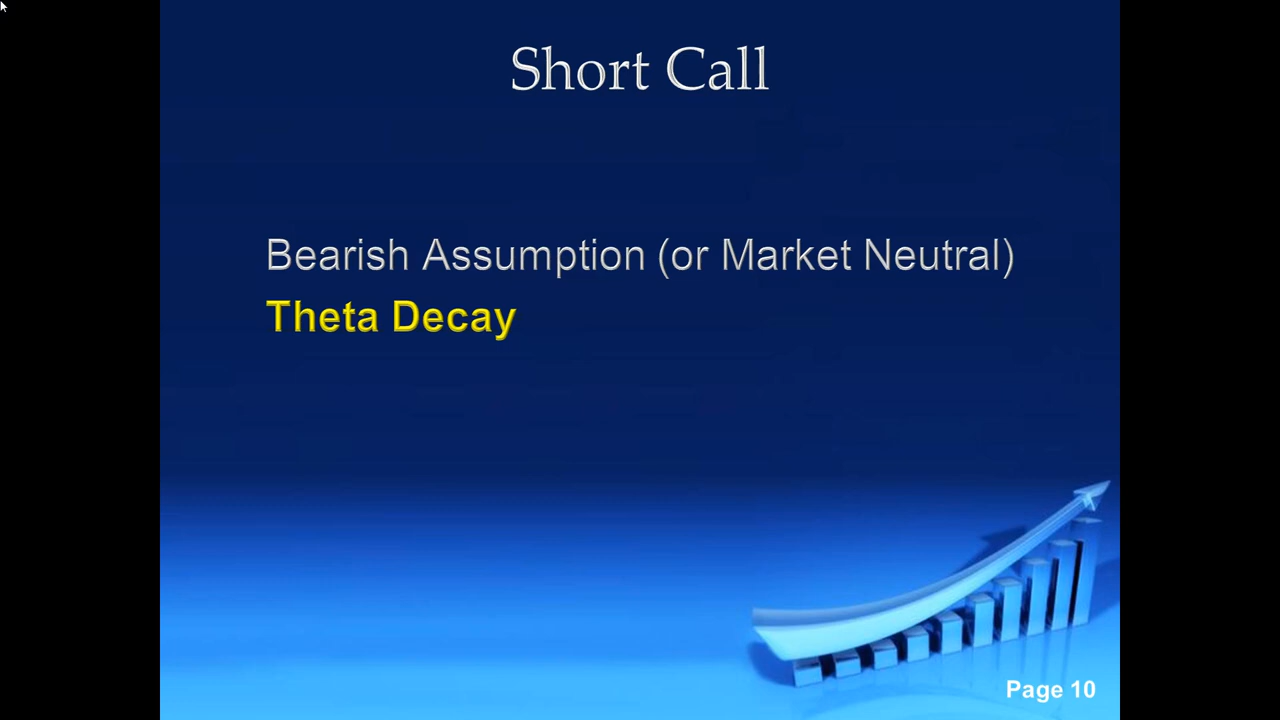 Short Call
Bearish Assumption (or Market Neutral)
Theta Decay
Page 10